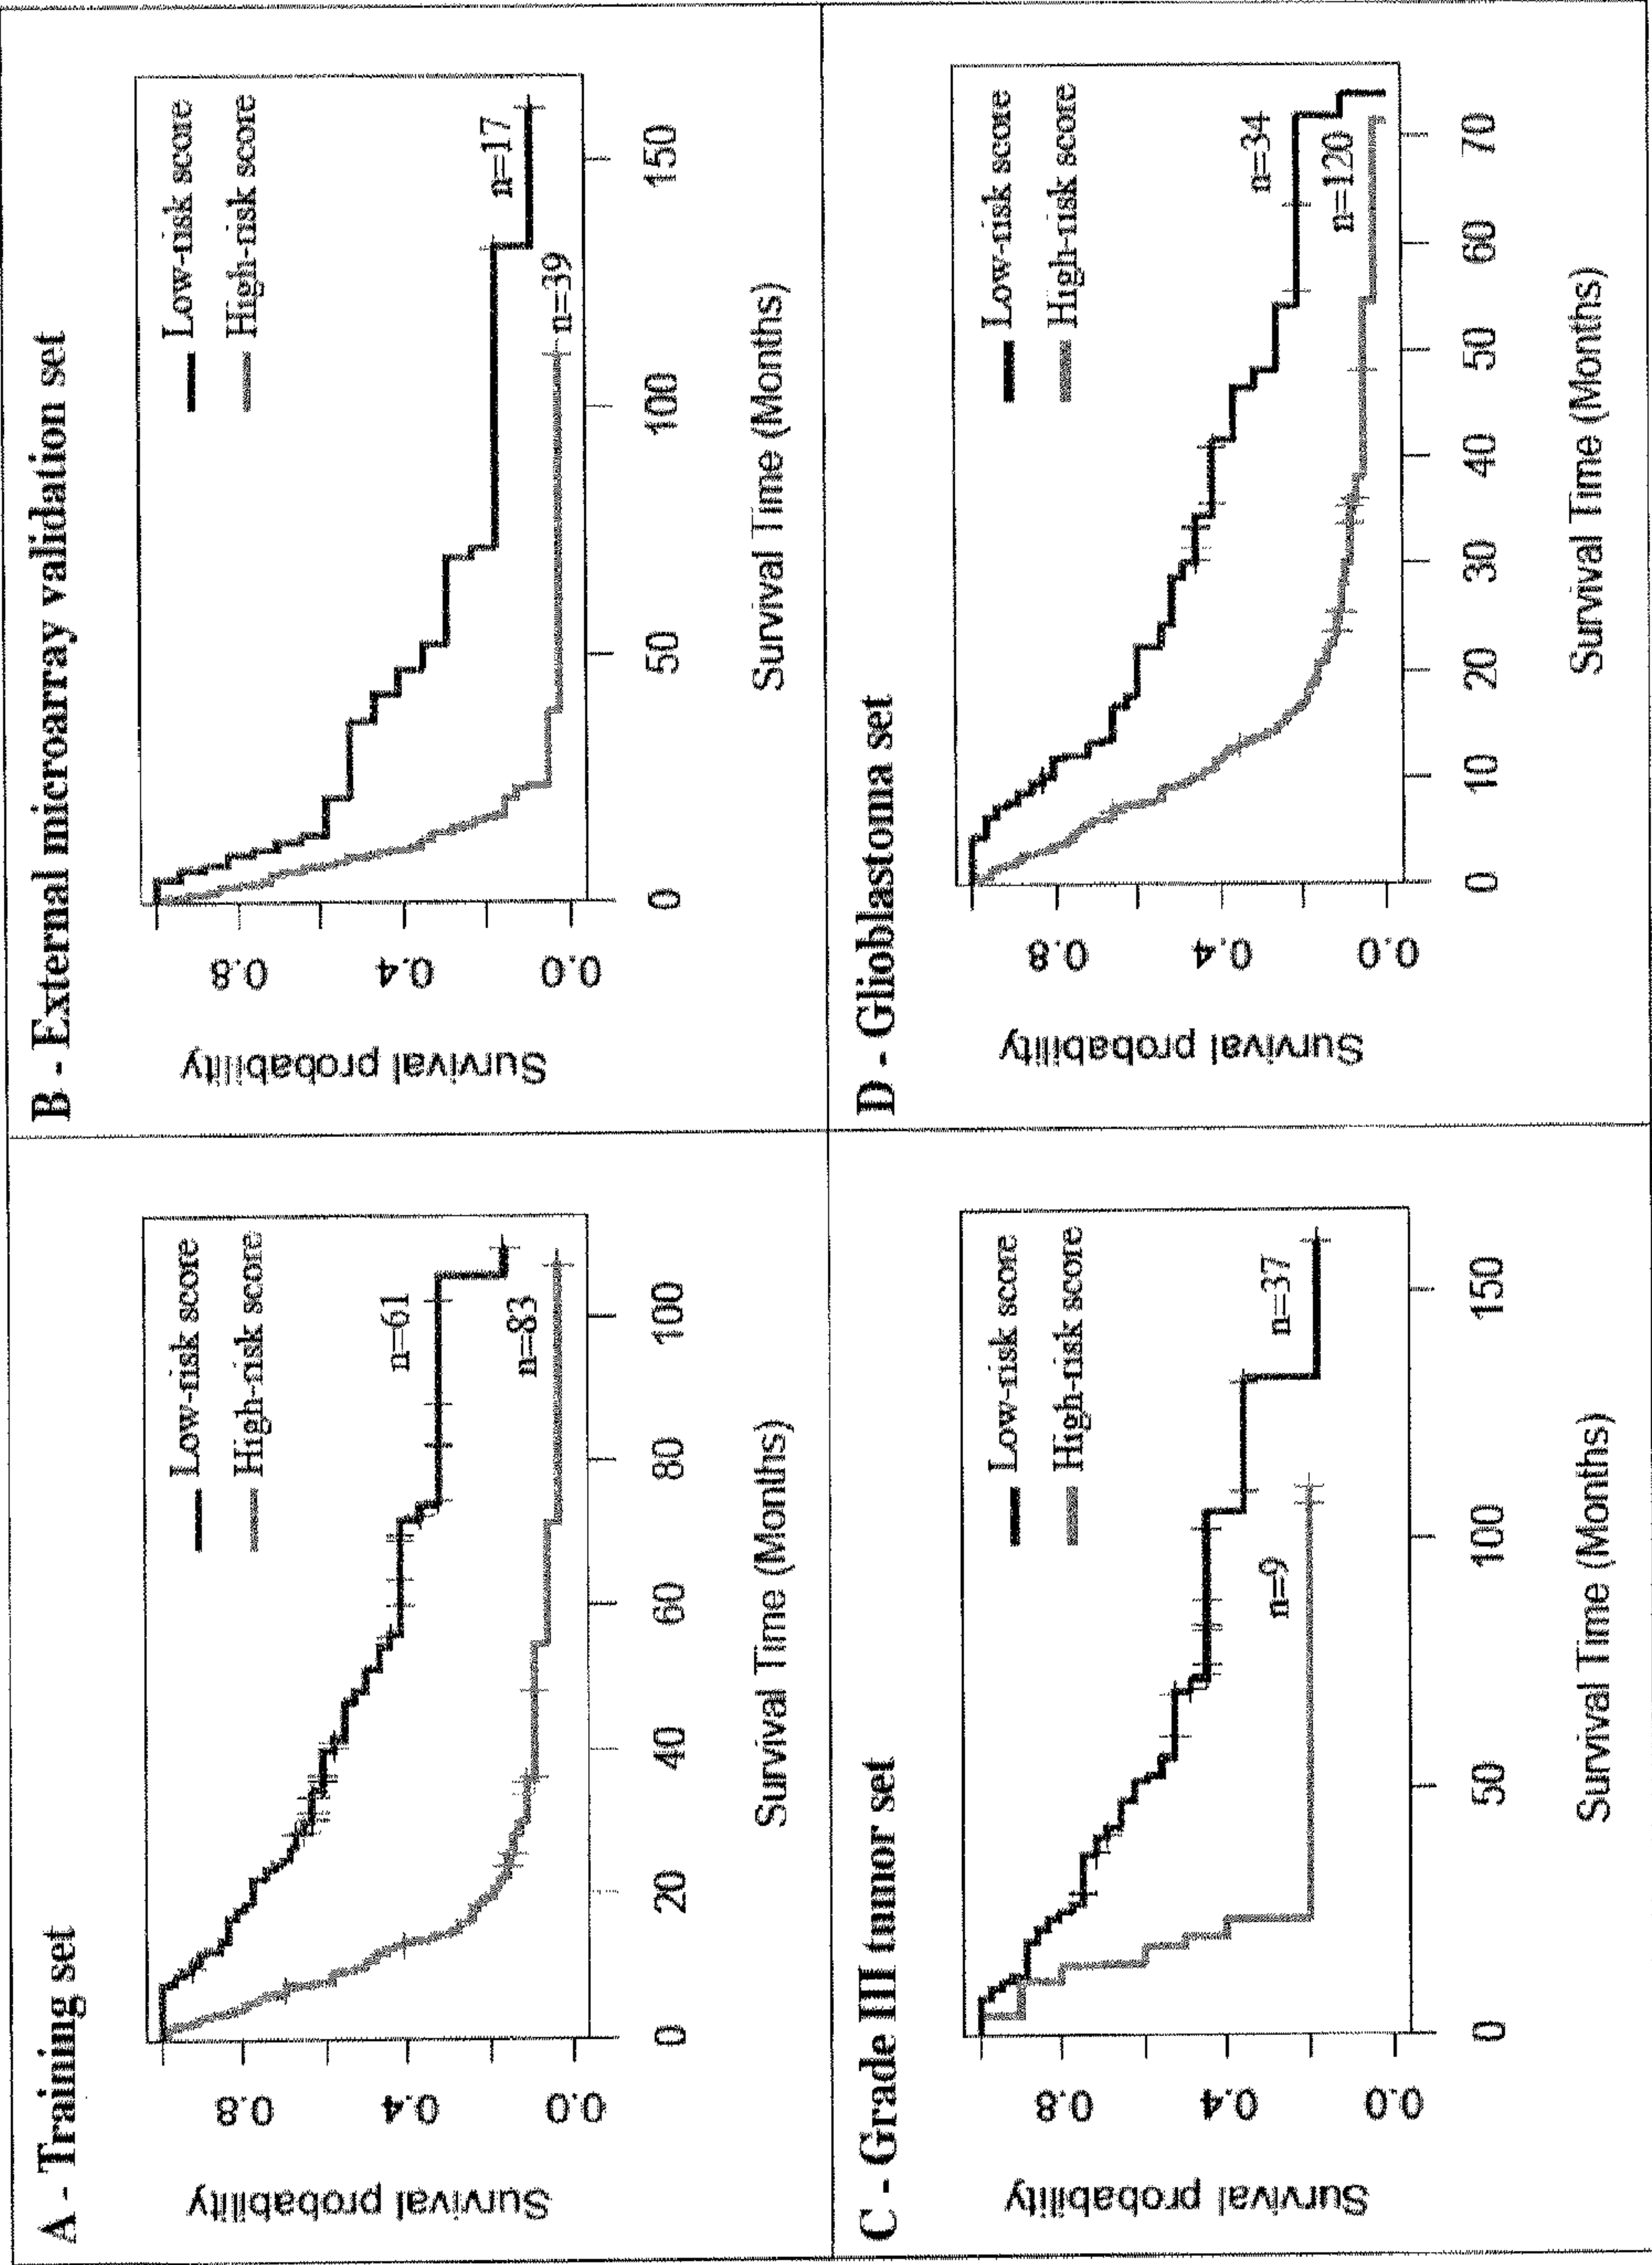 A - Training set
Survival probability
0.8
0.4
0.0
Low-risk score
High-risk score
n=61
n=83
0 20 40 60 80 100
Survival Time (Months)
B - External microarray validation set
Survival probability
0.8
0.4
0.0
Low-risk score
High-risk score
n=17
n=39
0 50 100 150
Survival Time (Months)
C - Grade III tumor set
Survival probability
0.8
0.4
0.0
Low-risk score
High-risk score
n=37
n=9
0 50 100 150
Survival Time (Months)
D - Glioblastoma set
Survival probability
0.8
0.4
0.0
Low-risk score
High-risk score
n=34
n=120
0 10 20 30 40 50 60 70
Survival Time (Months)